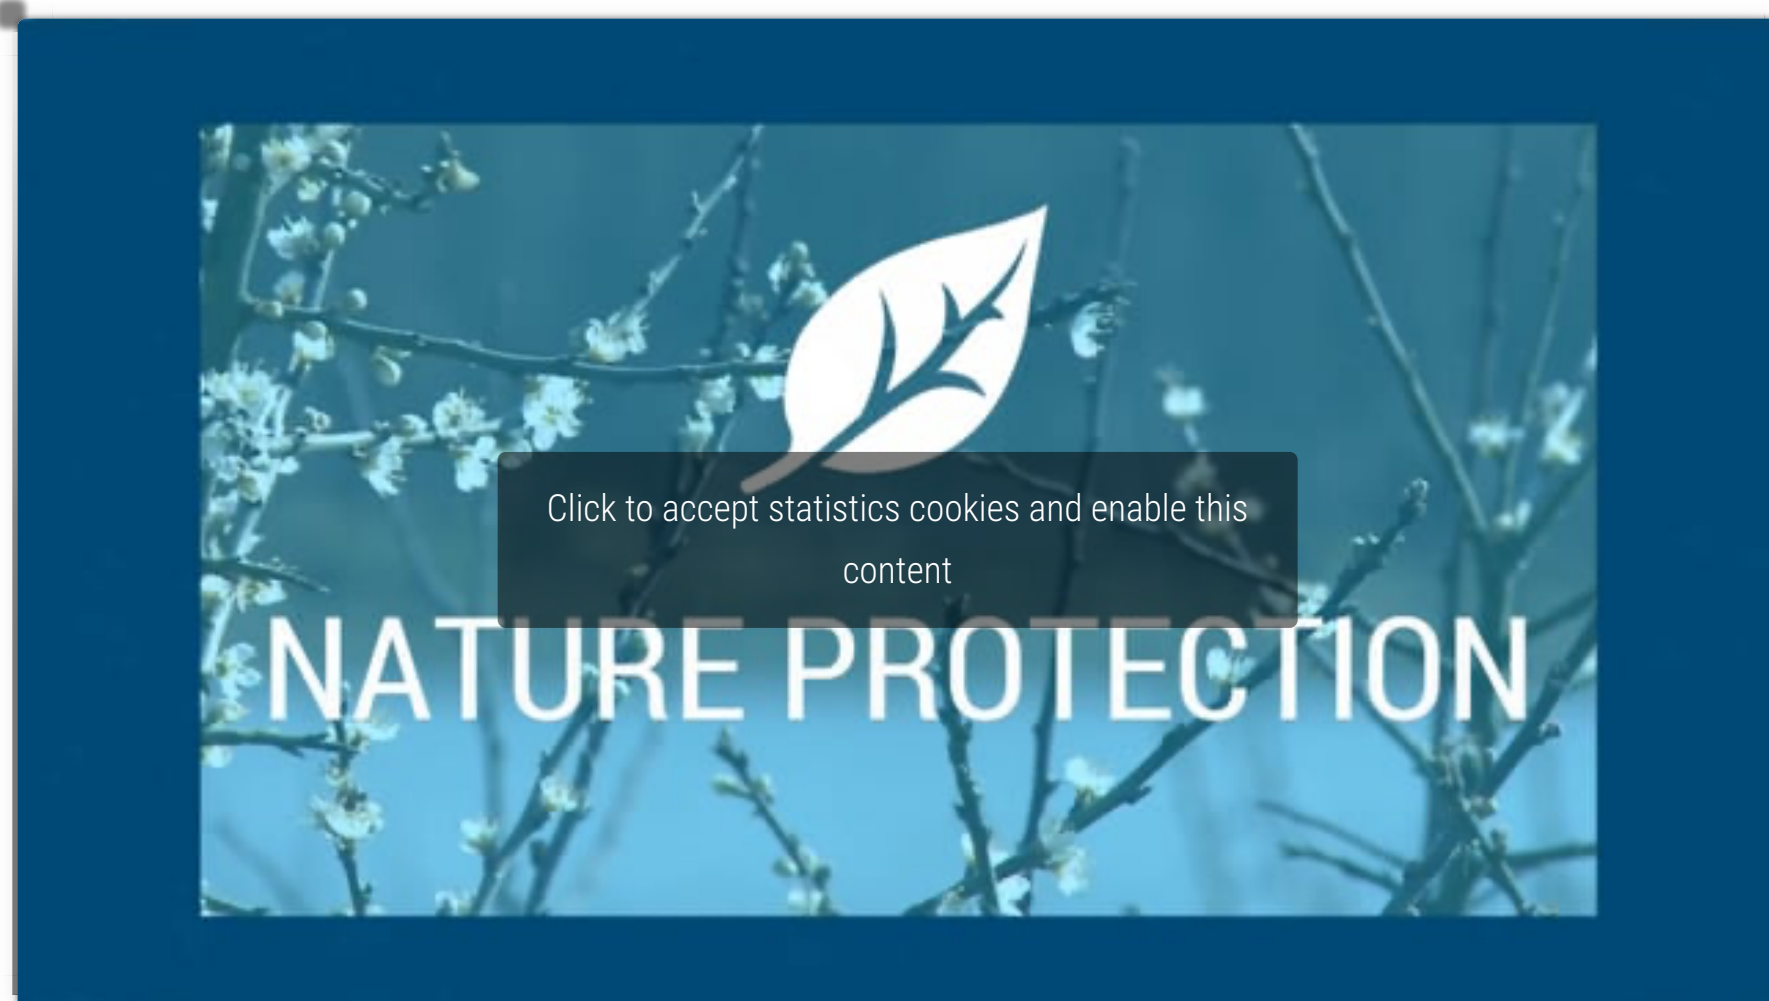 Click to accept statistics cookies and enable this
content
NATURE PROTECTION